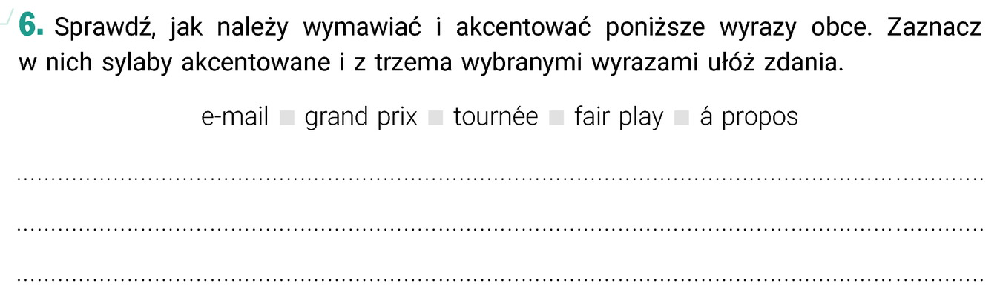 6. Sprawdź, jak należy wymawiać i akcentować poniższe wyrazy obce. Zaznacz
w nich sylaby akcentowane i z trzema wybranymi wyrazami ułóż zdania.
e-mail ■ grand prix ■ tournée ■ fair play ■ á propos